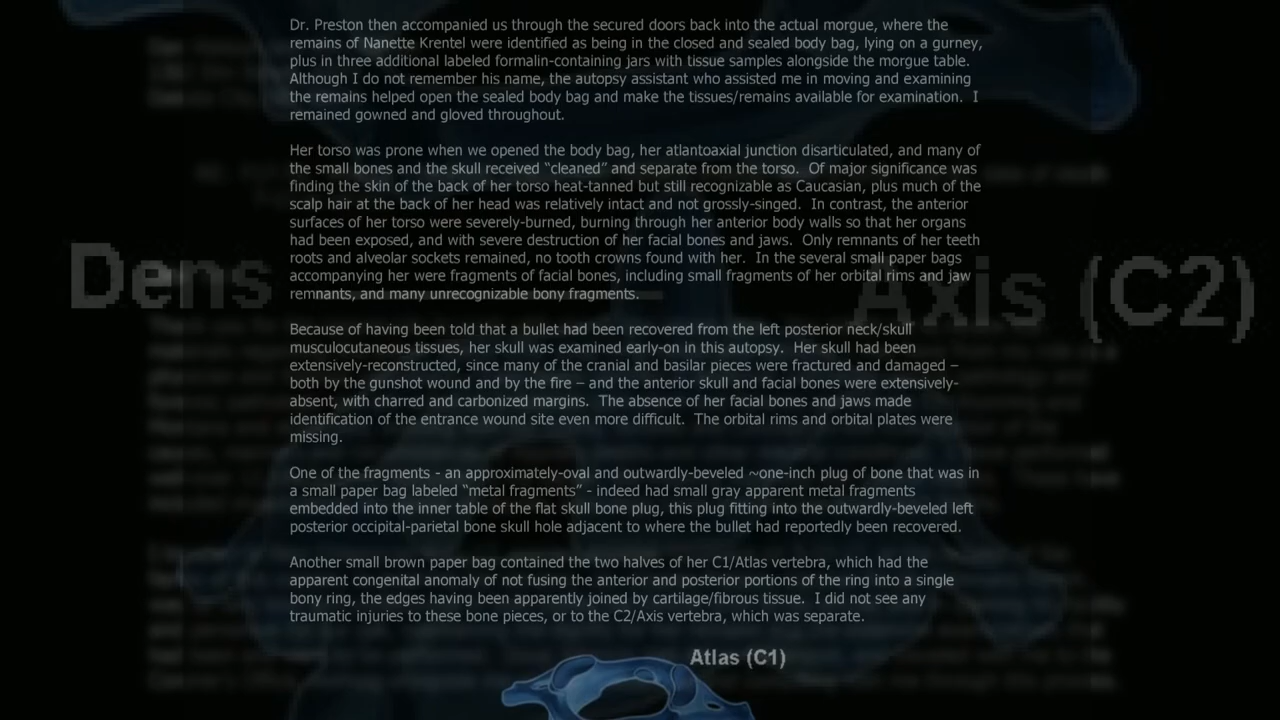 Dr. Preston then accompanied us through the secured doors back into the actual morgue, where the
remains of Nanette Krentel were identified as being in the closed and sealed body bag, lying on a gurney,
plus in three additional labeled formalin-containing jars with tissue samples alongside the morgue table.
Although I do not remember his name, the autopsy assistant who assisted me in moving and examining
the remains helped open the sealed body bag and make the tissues/remains available for examination.  I
remained gowned and gloved throughout.
Her torso was prone when we opened the body bag, her atlantoaxial junction disarticulated, and many of
the small bones and the skull received “cleaned” and separate from the torso.  Of major significance was
finding the skin of the back of her torso heat-tanned but still recognizable as Caucasian, plus much of the
scalp hair at the back of her head was relatively intact and not grossly-singed.  In contrast, the anterior
surfaces of her torso were severely-burned, burning through her anterior body walls so that her organs
had been exposed, and with severe destruction of her facial bones and jaws.  Only remnants of her teeth
roots and alveolar sockets remained, no tooth crowns found with her.  In the several small paper bags
accompanying her were fragments of facial bones, including small fragments of her orbital rims and jaw
remnants, and many unrecognizable bony fragments.
Dens
Axis (C2)
Because of having been told that a bullet had been recovered from the left posterior neck/skull
musculocutaneous tissues, her skull was examined early-on in this autopsy.  Her skull had been
extensively-reconstructed, since many of the cranial and basilar pieces were fractured and damaged –
both by the gunshot wound and by the fire – and the anterior skull and facial bones were extensively-
absent, with charred and carbonized margins.  The absence of her facial bones and jaws made
identification of the entrance wound site even more difficult.  The orbital rims and orbital plates were
missing.
One of the fragments - an approximately-oval and outwardly-beveled ~one-inch plug of bone that was in
a small paper bag labeled “metal fragments” - indeed had small gray apparent metal fragments
embedded into the inner table of the flat skull bone plug, this plug fitting into the outwardly-beveled left
posterior occipital-parietal bone skull hole adjacent to where the bullet had reportedly been recovered.
Another small brown paper bag contained the two halves of her C1/Atlas vertebra, which had the
apparent congenital anomaly of not fusing the anterior and posterior portions of the ring into a single
bony ring, the edges having been apparently joined by cartilage/fibrous tissue.  I did not see any
traumatic injuries to these bone pieces, or to the C2/Axis vertebra, which was separate.
Atlas (C1)